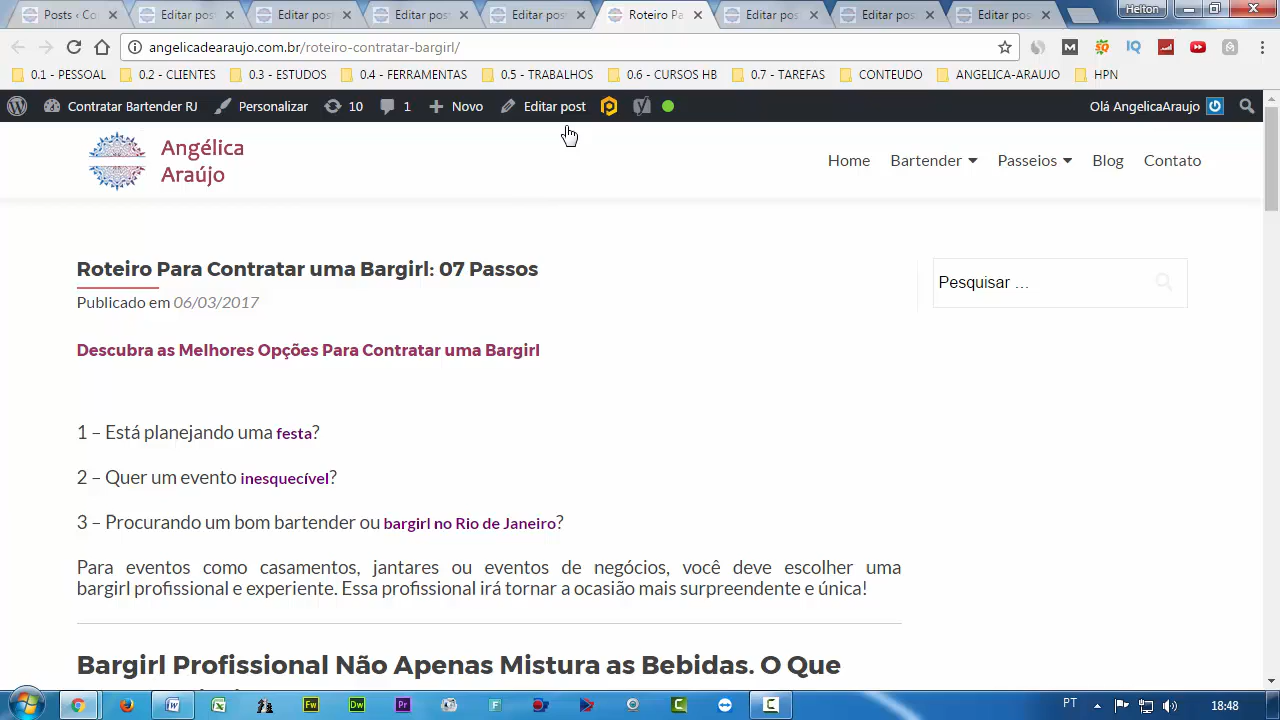 Posts ‹ Co
Editar pos
Editar pos
Editar pos
Editar post
Roteiro Pa
Editar pos
Editar pos
Editar pos
Helton
angelicadearaujo.com.br/roteiro-contratar-bargirl/
0.1 - PESSOAL
0.2 - CLIENTES
0.3 - ESTUDOS
0.4 - FERRAMENTAS
0.5 - TRABALHOS
0.6 - CURSOS HB
0.7 - TAREFAS
CONTEUDO
ANGELICA-ARAUJO
HPN
Contratar Bartender RJ
Personalizar
10
1
Novo
Editar post
Olá AngelicaAraujo
Angélica
Araújo
Home
Bartender
Passeios
Blog
Contato
Roteiro Para Contratar uma Bargirl: 07 Passos
Publicado em 06/03/2017
Pesquisar …
Descubra as Melhores Opções Para Contratar uma Bargirl
1 – Está planejando uma festa?
2 – Quer um evento inesquecível?
3 – Procurando um bom bartender ou bargirl no Rio de Janeiro?
Para eventos como casamentos, jantares ou eventos de negócios, você deve escolher uma
bargirl profissional e experiente. Essa profissional irá tornar a ocasião mais surpreendente e única!
Bargirl Profissional Não Apenas Mistura as Bebidas. O Que
PT
18:48